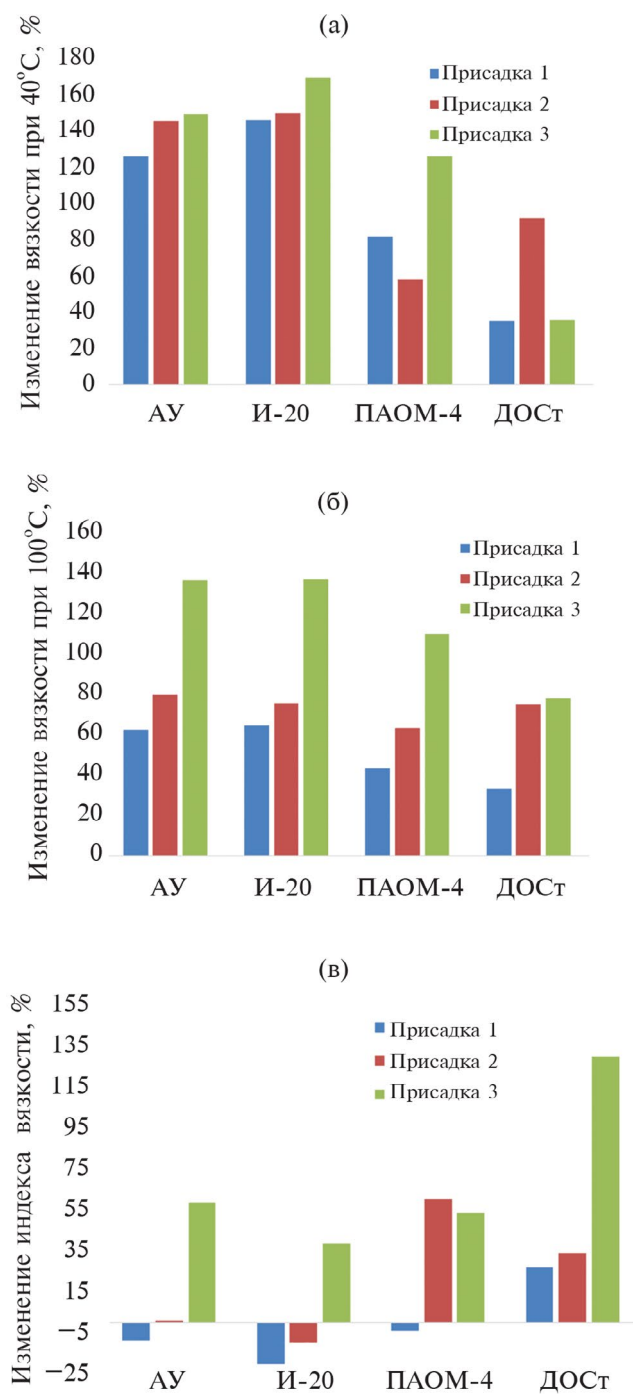 (а)
Изменение вязкости при 40°С, %
180
160
140
120
100
80
60
40
20
0
Присадка 1
Присадка 2
Присадка 3
АУ И-20 ПАОМ-4 ДОСт
(б)
Изменение вязкости при 100°С, %
160
140
120
100
80
60
40
20
0
Присадка 1
Присадка 2
Присадка 3
АУ И-20 ПАОМ-4 ДОСт
(в)
Изменение индекса вязкости, %
155
135
115
95
75
55
35
15
−5
−25
Присадка 1
Присадка 2
Присадка 3
АУ И-20 ПАОМ-4 ДОСт